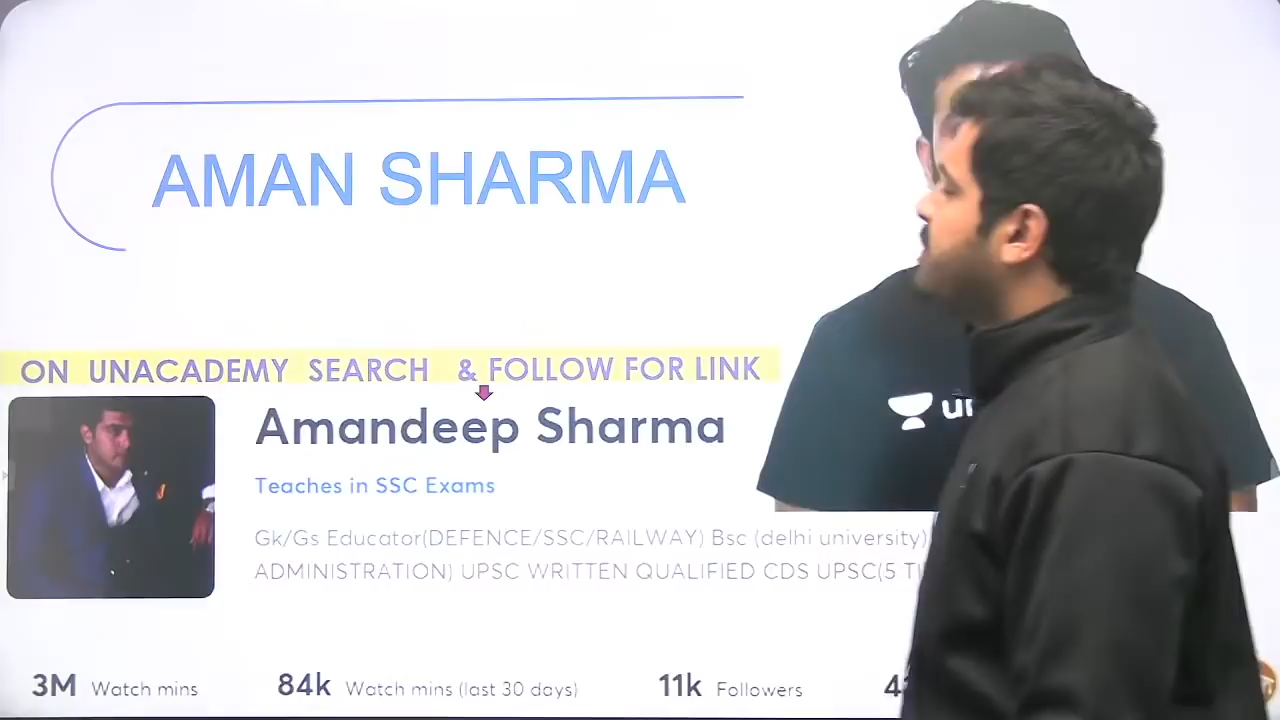 AMAN SHARMA
ON UNACADEMY SEARCH & FOLLOW FOR LINK
Amandeep Sharma
Teaches in SSC Exams
Gk/Gs Educator(DEFENCE/SSC/RAILWAY) Bsc (delhi university)
ADMINISTRATION) UPSC WRITTEN QUALIFIED CDS UPSC(5
3M Watch mins
84k Watch mins (last 30 days)
11k Followers